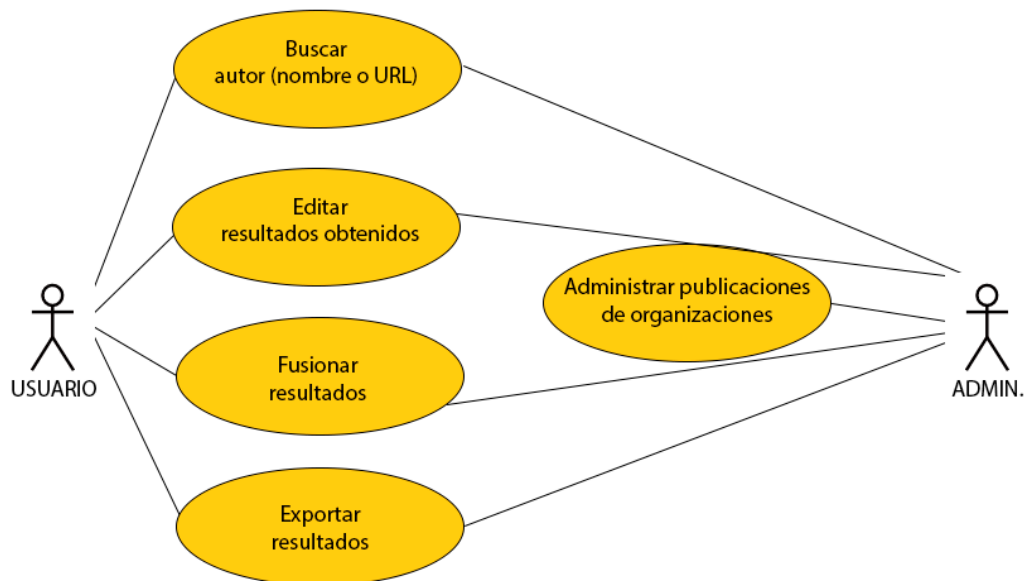 Buscar
autor (nombre o URL)
Editar
resultados obtenidos
Administrar publicaciones
de organizaciones
Fusionar
resultados
USUARIO
ADMIN.
Exportar
resultados